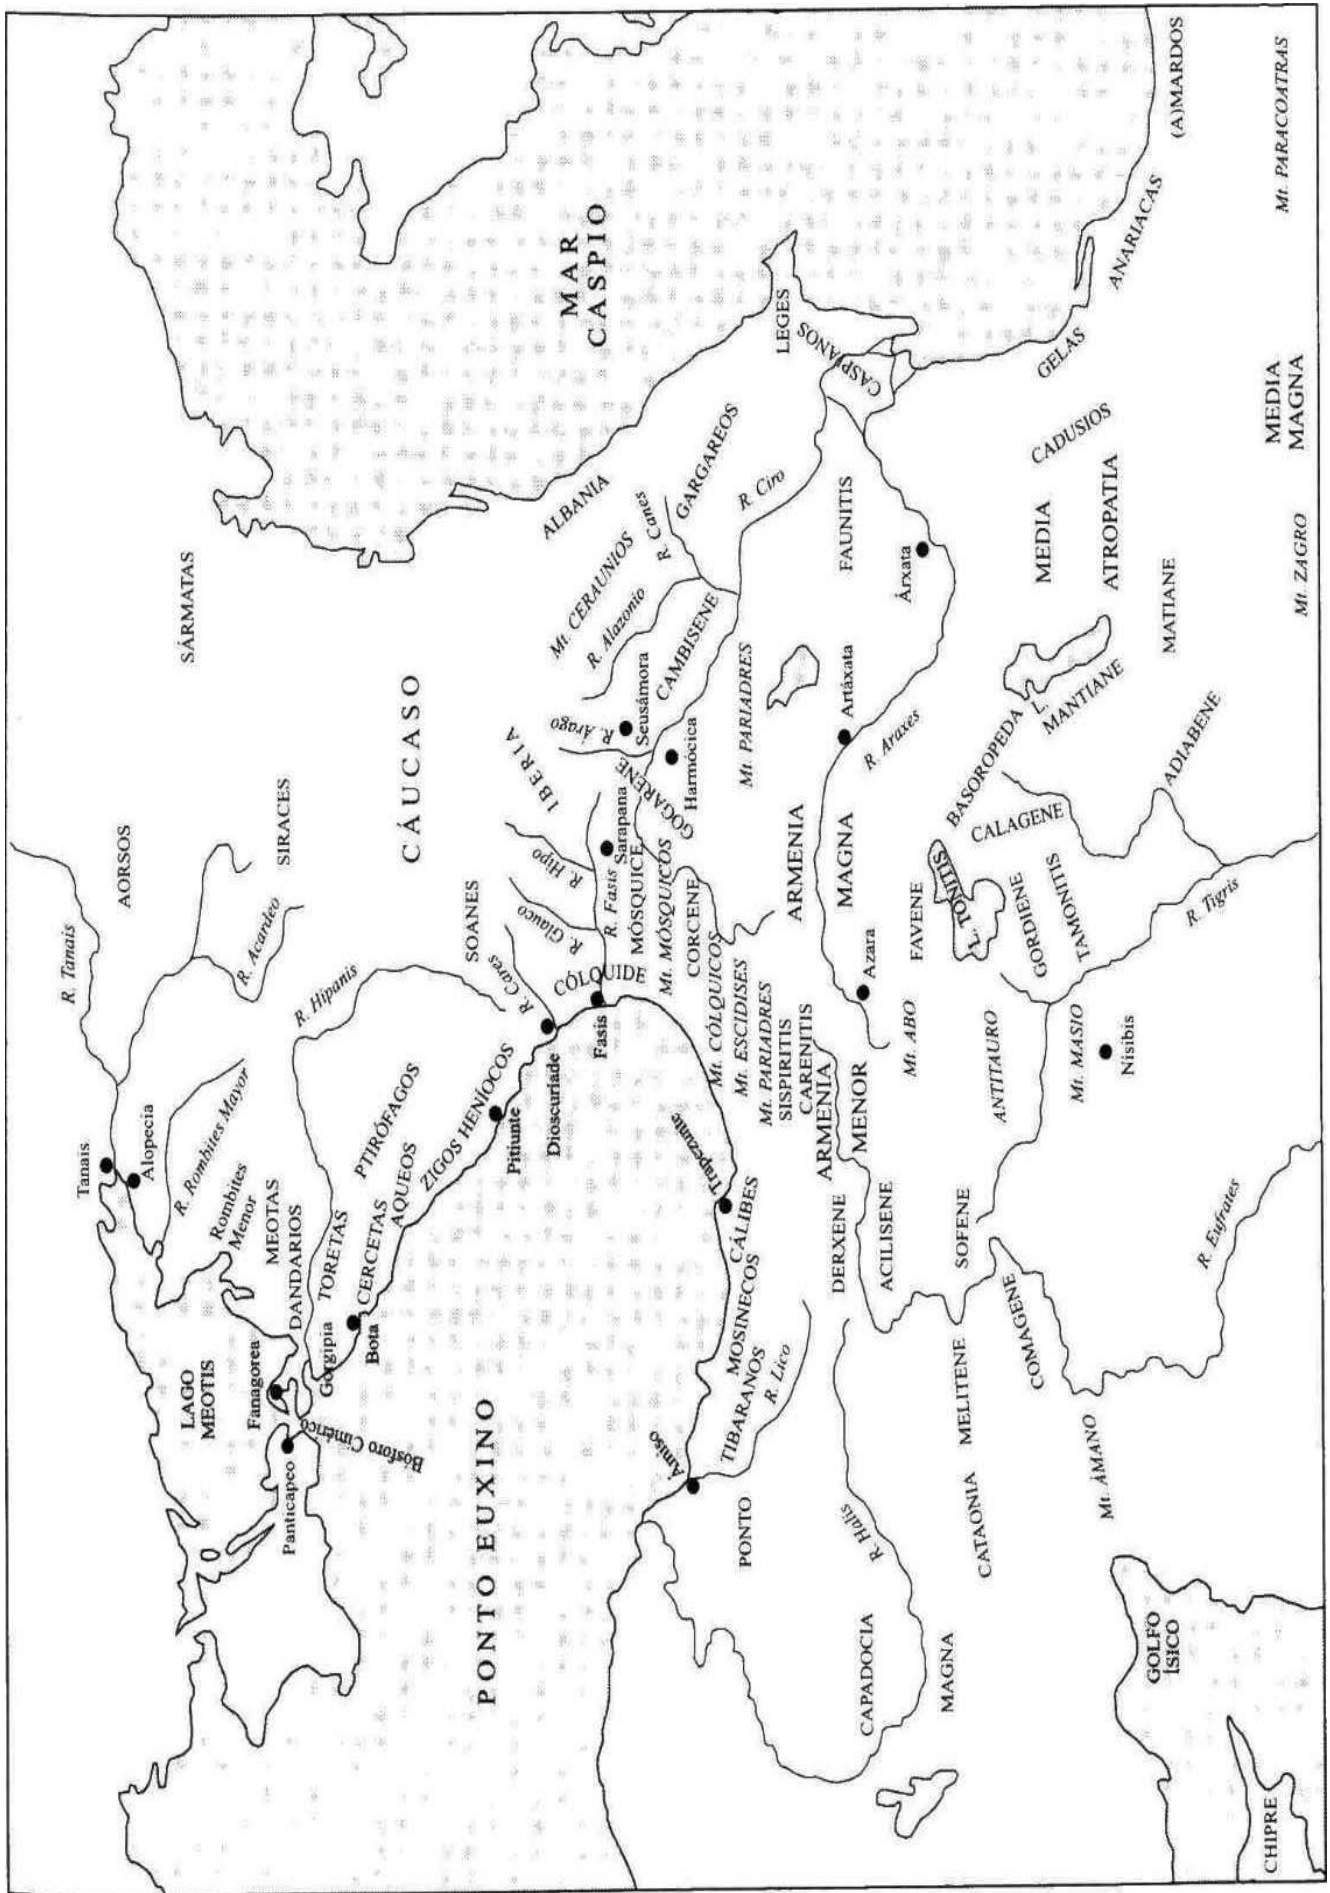 R. Tanais
AORSOS
SÁRMATAS
Tanais
Alopecia
R. Rombites Mayor
R. Acardeo
SIRACES
Rombites
Menor
MEOTAS
DANDARIOS
R. Hipanis
LAGO
MEOTIS
Fanagorea
Panticapeo
Bósforo Cimérico
Gorgipia
TORETAS
PTIRÓFAGOS
CÁUCASO
Bota
CERCETAS
AQUEOS
ZIGOS HENÍOCOS
SOANES
Pitiunte
Dioscuríade
PONTO EUXINO
MAR
CASPIO
R. Cares
R. Glauco
R. Hipo
IBERIA
ALBANIA
CÓLQUIDE
Fasis
R. Fasis
Sarapana
R. Árago
Seusámora
R. Alazonio
Mt. CERAUNIOS
R. Canes
GARGAREOS
MÓSQUICE
Mt. MÓSQUICOS
GOGARENE
Harmócica
CAMBISENE
R. Ciro
LEGES
CASPIANOS
CORCENE
Mt. CÓLQUICOS
Mt. ESCIDISES
Mt. PARIADRES
SISPIRITIS
CARENITIS
Mt. PARIADRES
Ámiso
Trapezunte
TIBARANOS
MOSINECOS
CÁLIBES
R. Lico
PONTO
ARMENIA
MENOR
ARMENIA
MAGNA
Artáxata
FAUNITIS
Árxata
DERXENE
ACILISENE
Azara
R. Araxes
CAPADOCIA
MAGNA
R. Halis
Mt. ABO
FAVENE
L. TONITIS
BASOROPEDA
L.
MANTIANE
MEDIA
ATROPATIA
CADUSIOS
GELAS
ANARIACAS
(A)MARDOS
CATAONIA
MELITENE
SOFENE
ANTITAURO
GORDIENE
CALAGENE
TAMONITIS
COMAGENE
Mt. MASIO
Nisibis
MATIANE
ADIABENE
Mt. ÁMANO
R. Eufrates
R. Tigris
GOLFO
ÍSICO
CHIPRE
Mt. ZAGRO
MEDIA
MAGNA
Mt. PARACOATRAS